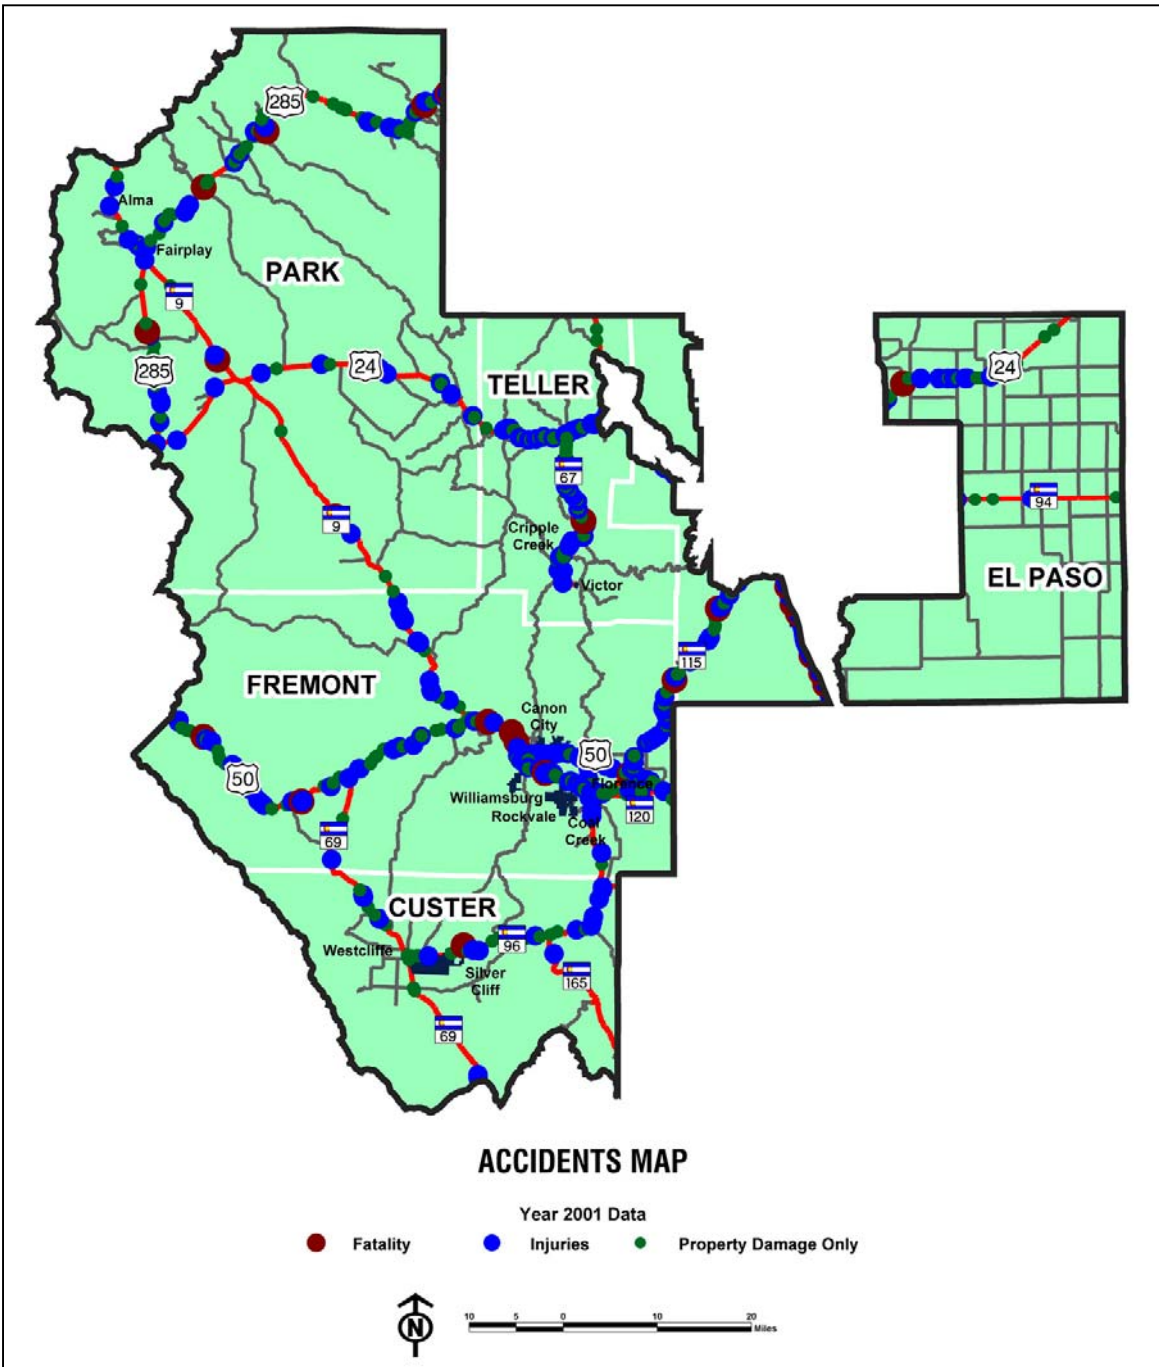 285
Alma
Fairplay
PARK
9
285
24
TELLER
24
67
94
9
Cripple
Creek
Victor
EL PASO
115
FREMONT
Canon
City
50
50
Florence
Williamsburg
Rockvale
120
Coal
Creek
69
CUSTER
96
Westcliffe
Silver
Cliff
165
69
ACCIDENTS MAP
Year 2001 Data
Fatality Injuries Property Damage Only
N
10 5 0 10 20
Miles